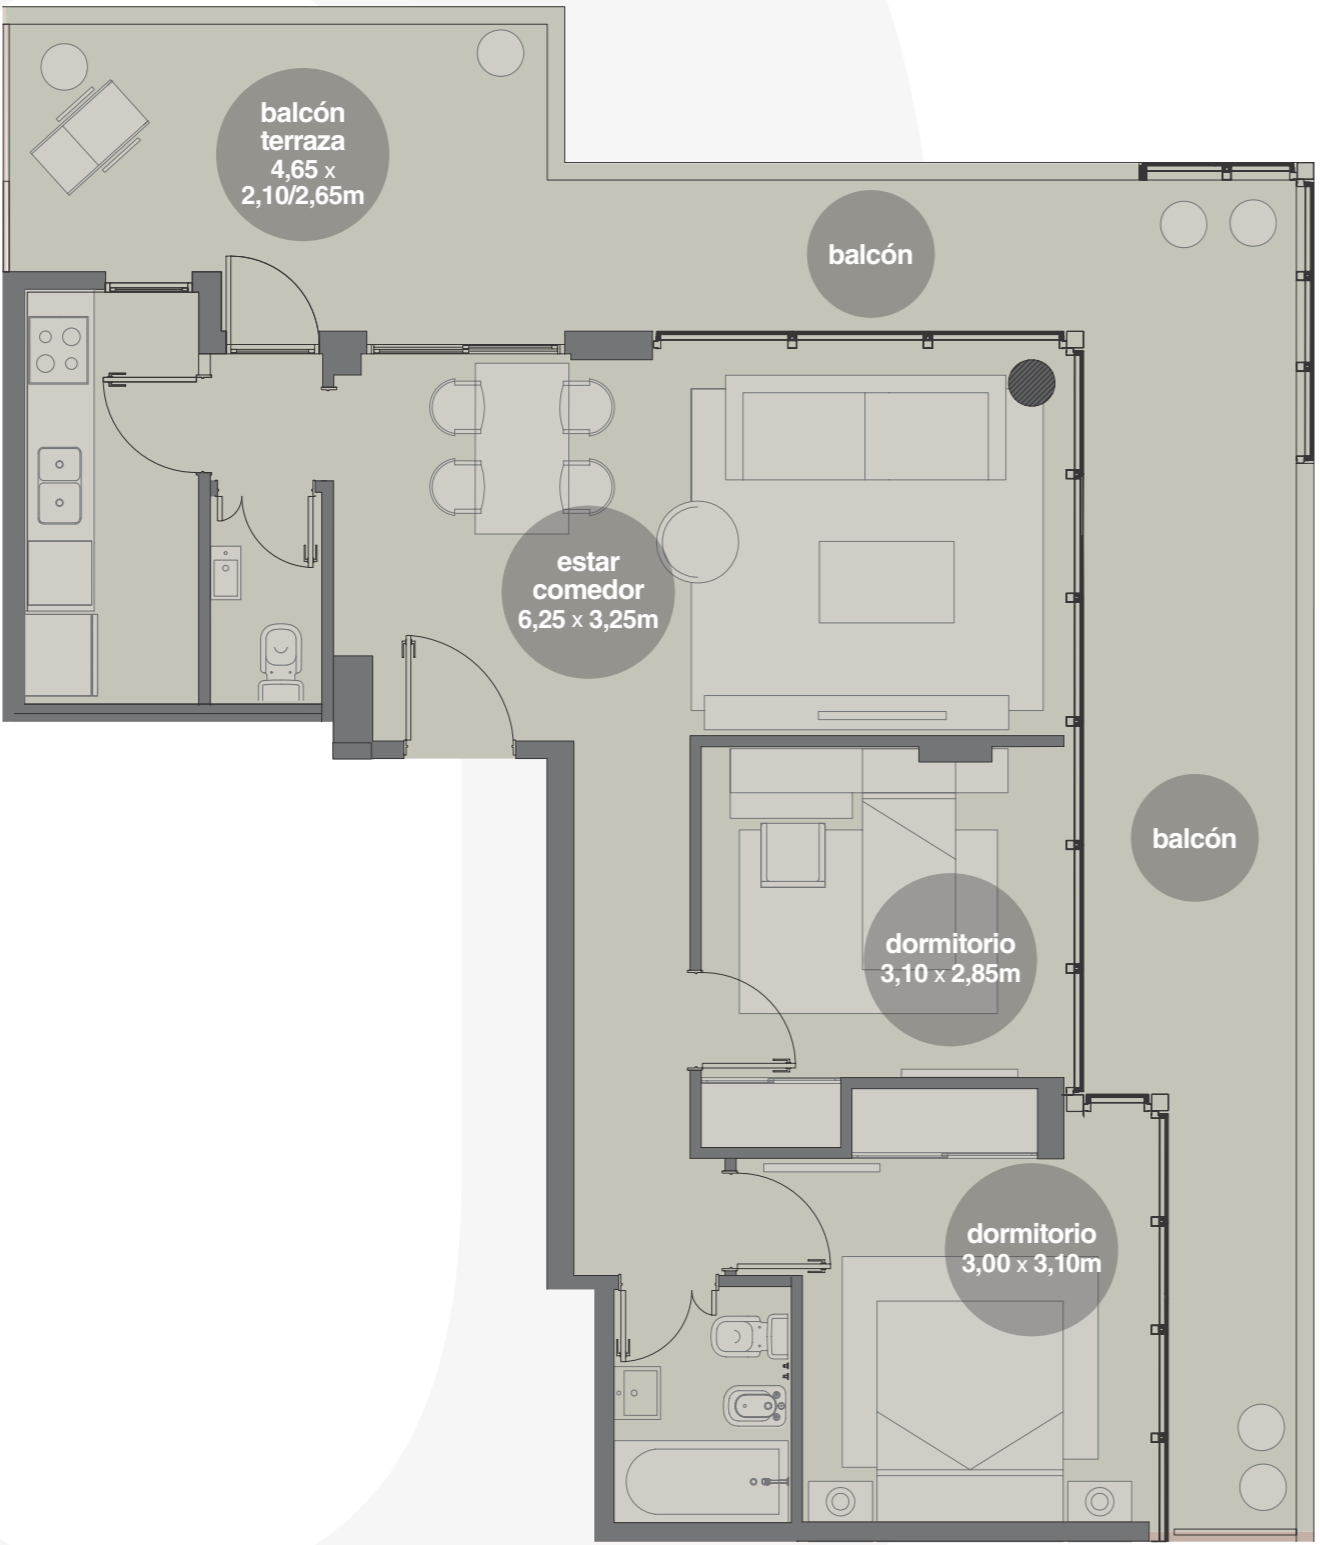 balcón
terraza
4,65 x
2,10/2,65m
balcón
estar
comedor
6,25 x 3,25m
balcón
dormitorio
3,10 x 2,85m
dormitorio
3,00 x 3,10m